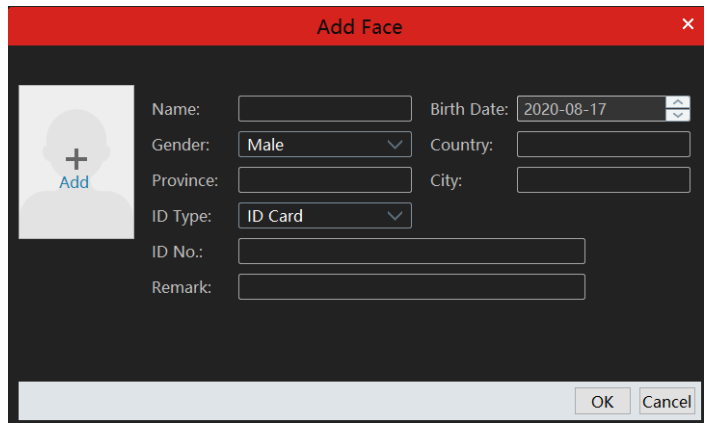 Add Face
Name: Birth Date: 2020-08-17
Gender: Male Country:
Add Province: City:
ID Type: ID Card
ID No.:
Remark:
OK Cancel